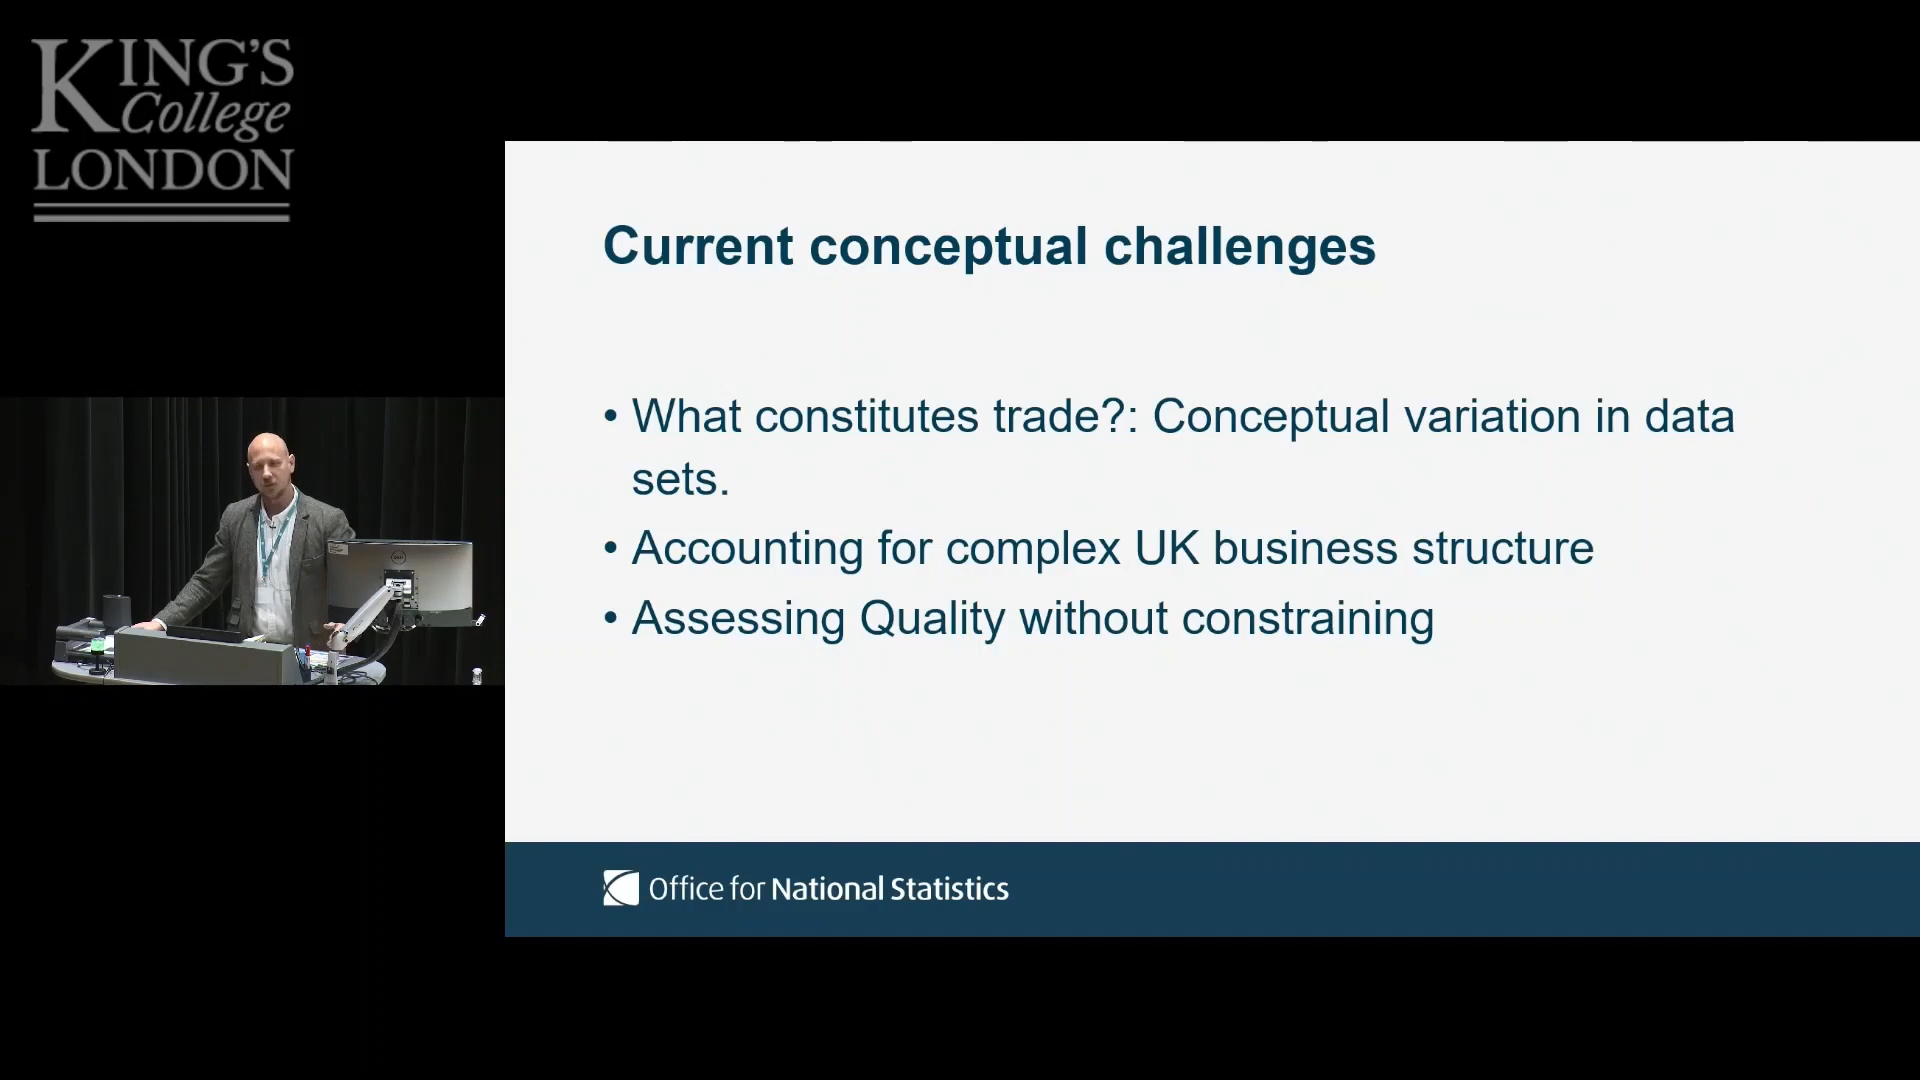 KING'S
College
LONDON
Current conceptual challenges
• What constitutes trade?: Conceptual variation in data
sets.
• Accounting for complex UK business structure
• Assessing Quality without constraining
Office for National Statistics